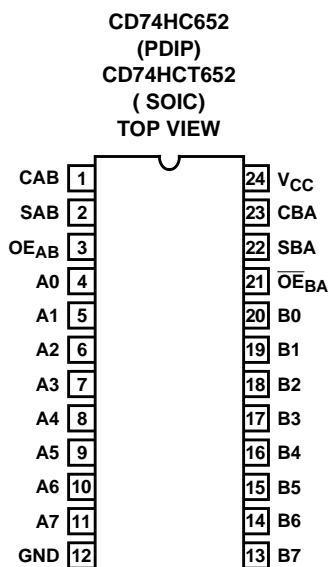 CD74HC652
(PDIP)
CD74HCT652
( SOIC)
TOP VIEW
CAB 1 24 VCC
SAB 2 23 CBA
OEAB 3 22 SBA
A0 4 21 O̅E̅BA
A1 5 20 B0
A2 6 19 B1
A3 7 18 B2
A4 8 17 B3
A5 9 16 B4
A6 10 15 B5
A7 11 14 B6
GND 12 13 B7